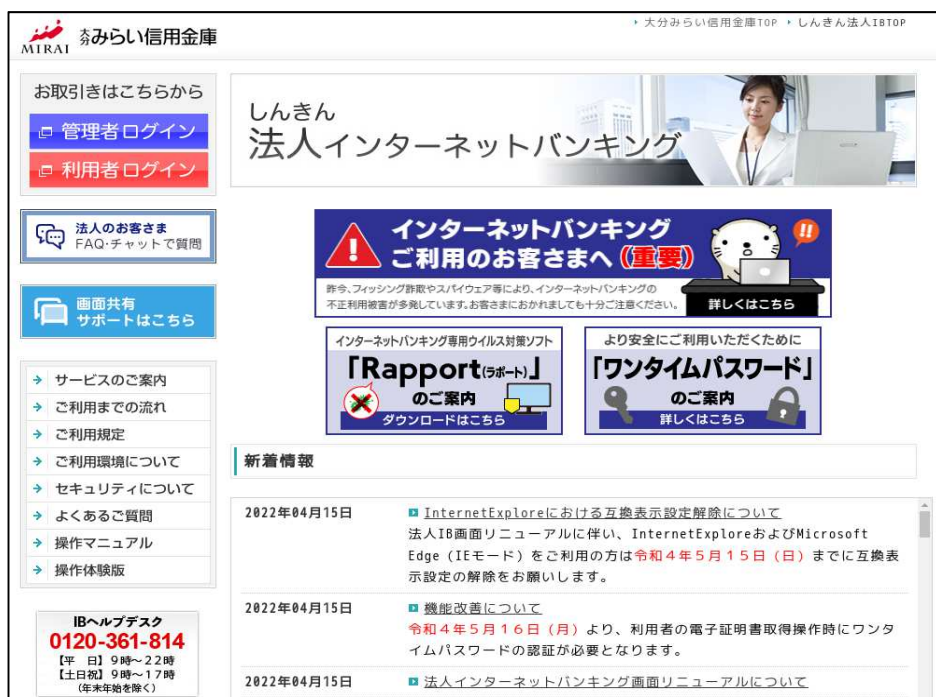 大分みらい信用金庫TOP しんきん法人IBTOP
MIRAI 大分みらい信用金庫
お取引きはこちらから
管理者ログイン
利用者ログイン
法人のお客さま
FAQ・チャットで質問
画面共有
サポートはこちら
サービスのご案内
ご利用までの流れ
ご利用規定
ご利用環境について
セキュリティについて
よくあるご質問
操作マニュアル
操作体験版
IBヘルプデスク
0120-361-814
【平 日】9時~22時
【土日祝】9時~17時
(年末年始を除く)
しんきん
法人インターネットバンキング
インターネットバンキング
ご利用のお客さまへ(重要)
昨今、フィッシング詐欺やスパイウェア等により、インターネットバンキングの
不正利用被害が多発しています。お客さまにおかれましても十分ご注意ください。
詳しくはこちら
インターネットバンキング専用ウイルス対策ソフト
「Rapport(ラポート)」
のご案内
ダウンロードはこちら
より安全にご利用いただくために
「ワンタイムパスワード」
のご案内
詳しくはこちら
新着情報
2022年04月15日 InternetExploreにおける互換表示設定解除について
法人IB画面リニューアルに伴い、InternetExploreおよびMicrosoft
Edge(IEモード)をご利用の方は令和4年5月15日(日)までに互換表
示設定の解除をお願いします。
2022年04月15日 機能改善について
令和4年5月16日(月)より、利用者の電子証明書取得操作時にワンタ
イムパスワードの認証が必要となります。
2022年04月15日 法人インターネットバンキング画面リニューアルについて